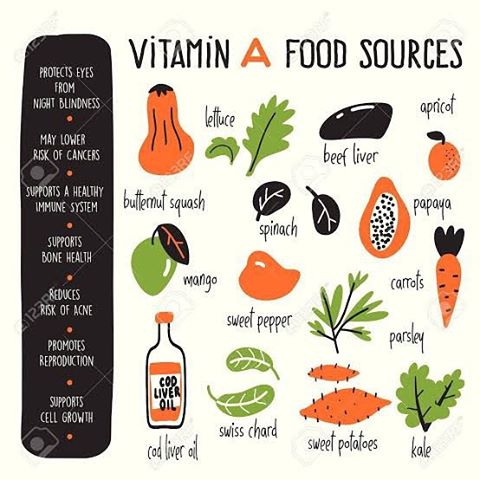 VITAMIN A FOOD SOURCES
PROTECTS EYES
FROM
NIGHT BLINDNESS
MAY LOWER
RISK OF CANCERS
SUPPORTS A HEALTHY
IMMUNE SYSTEM
SUPPORTS
BONE HEALTH
REDUCES
RISK OF ACNE
PROMOTES
REPRODUCTION
SUPPORTS
CELL GROWTH
butternut squash
lettuce
beef liver
apricot
spinach
papaya
mango
sweet pepper
carrots
parsley
COD
LIVER
OIL
cod liver oil
swiss chard
sweet potatoes
kale
123RF